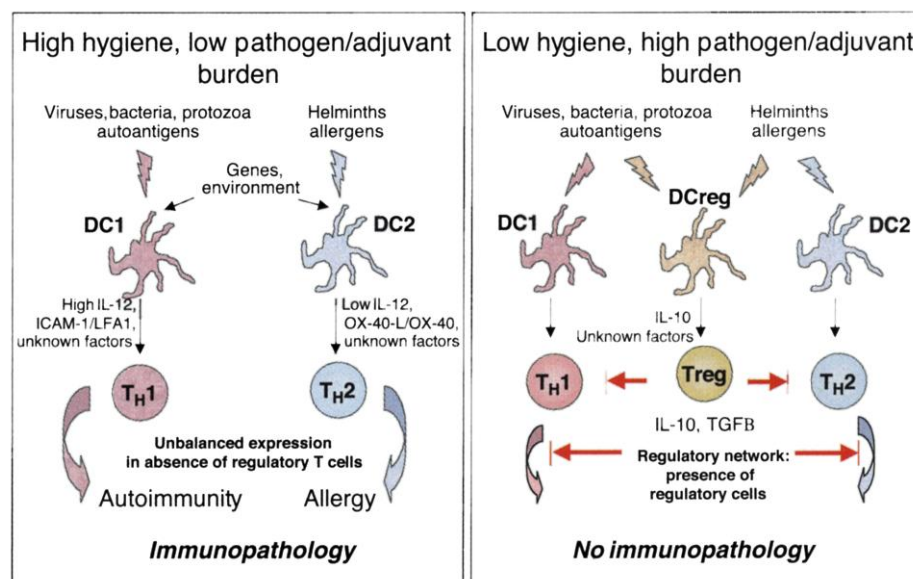 High hygiene, low pathogen/adjuvant
burden
Viruses, bacteria, protozoa
autoantigens
Helminths
allergens
Genes,
environment
DC1
DC2
High IL-12,
ICAM-1/LFA1,
unknown factors
Low IL-12,
OX-40-L/OX-40,
unknown factors
TH1
TH2
Unbalanced expression
in absence of regulatory T cells
Autoimmunity
Allergy
Immunopathology
Low hygiene, high pathogen/adjuvant
burden
Viruses, bacteria, protozoa
autoantigens
Helminths
allergens
DC1
DCreg
DC2
IL-10
Unknown factors
TH1
Treg
TH2
IL-10, TGFB
Regulatory network:
presence of
regulatory cells
No immunopathology